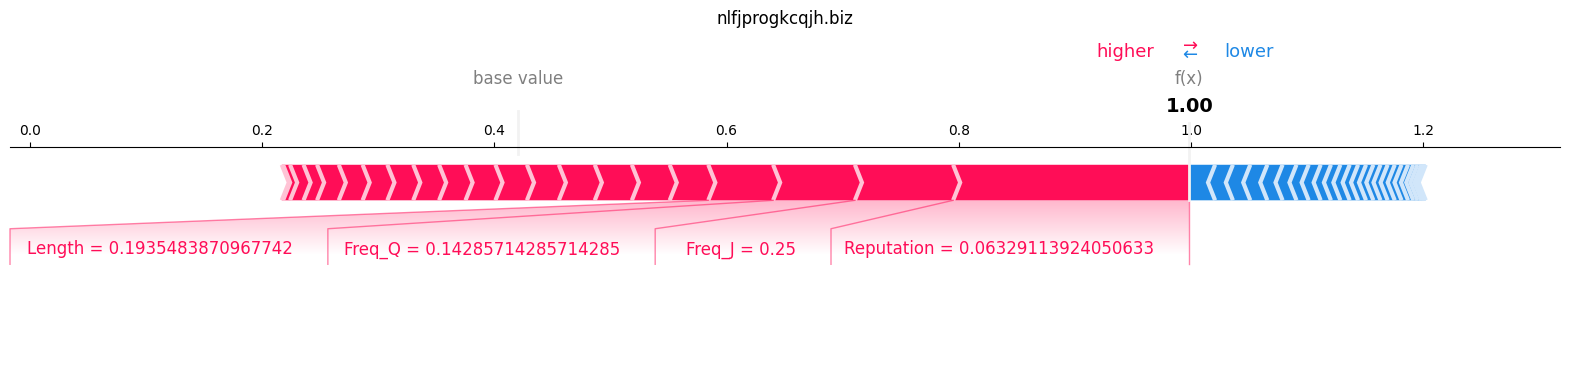 nlfjprogkcqjh.biz
higher → ← lower
base value f(x)
1.00
0.0 0.2 0.4 0.6 0.8 1.0 1.2
Length = 0.1935483870967742 Freq_Q = 0.14285714285714285 Freq_J = 0.25 Reputation = 0.06329113924050633